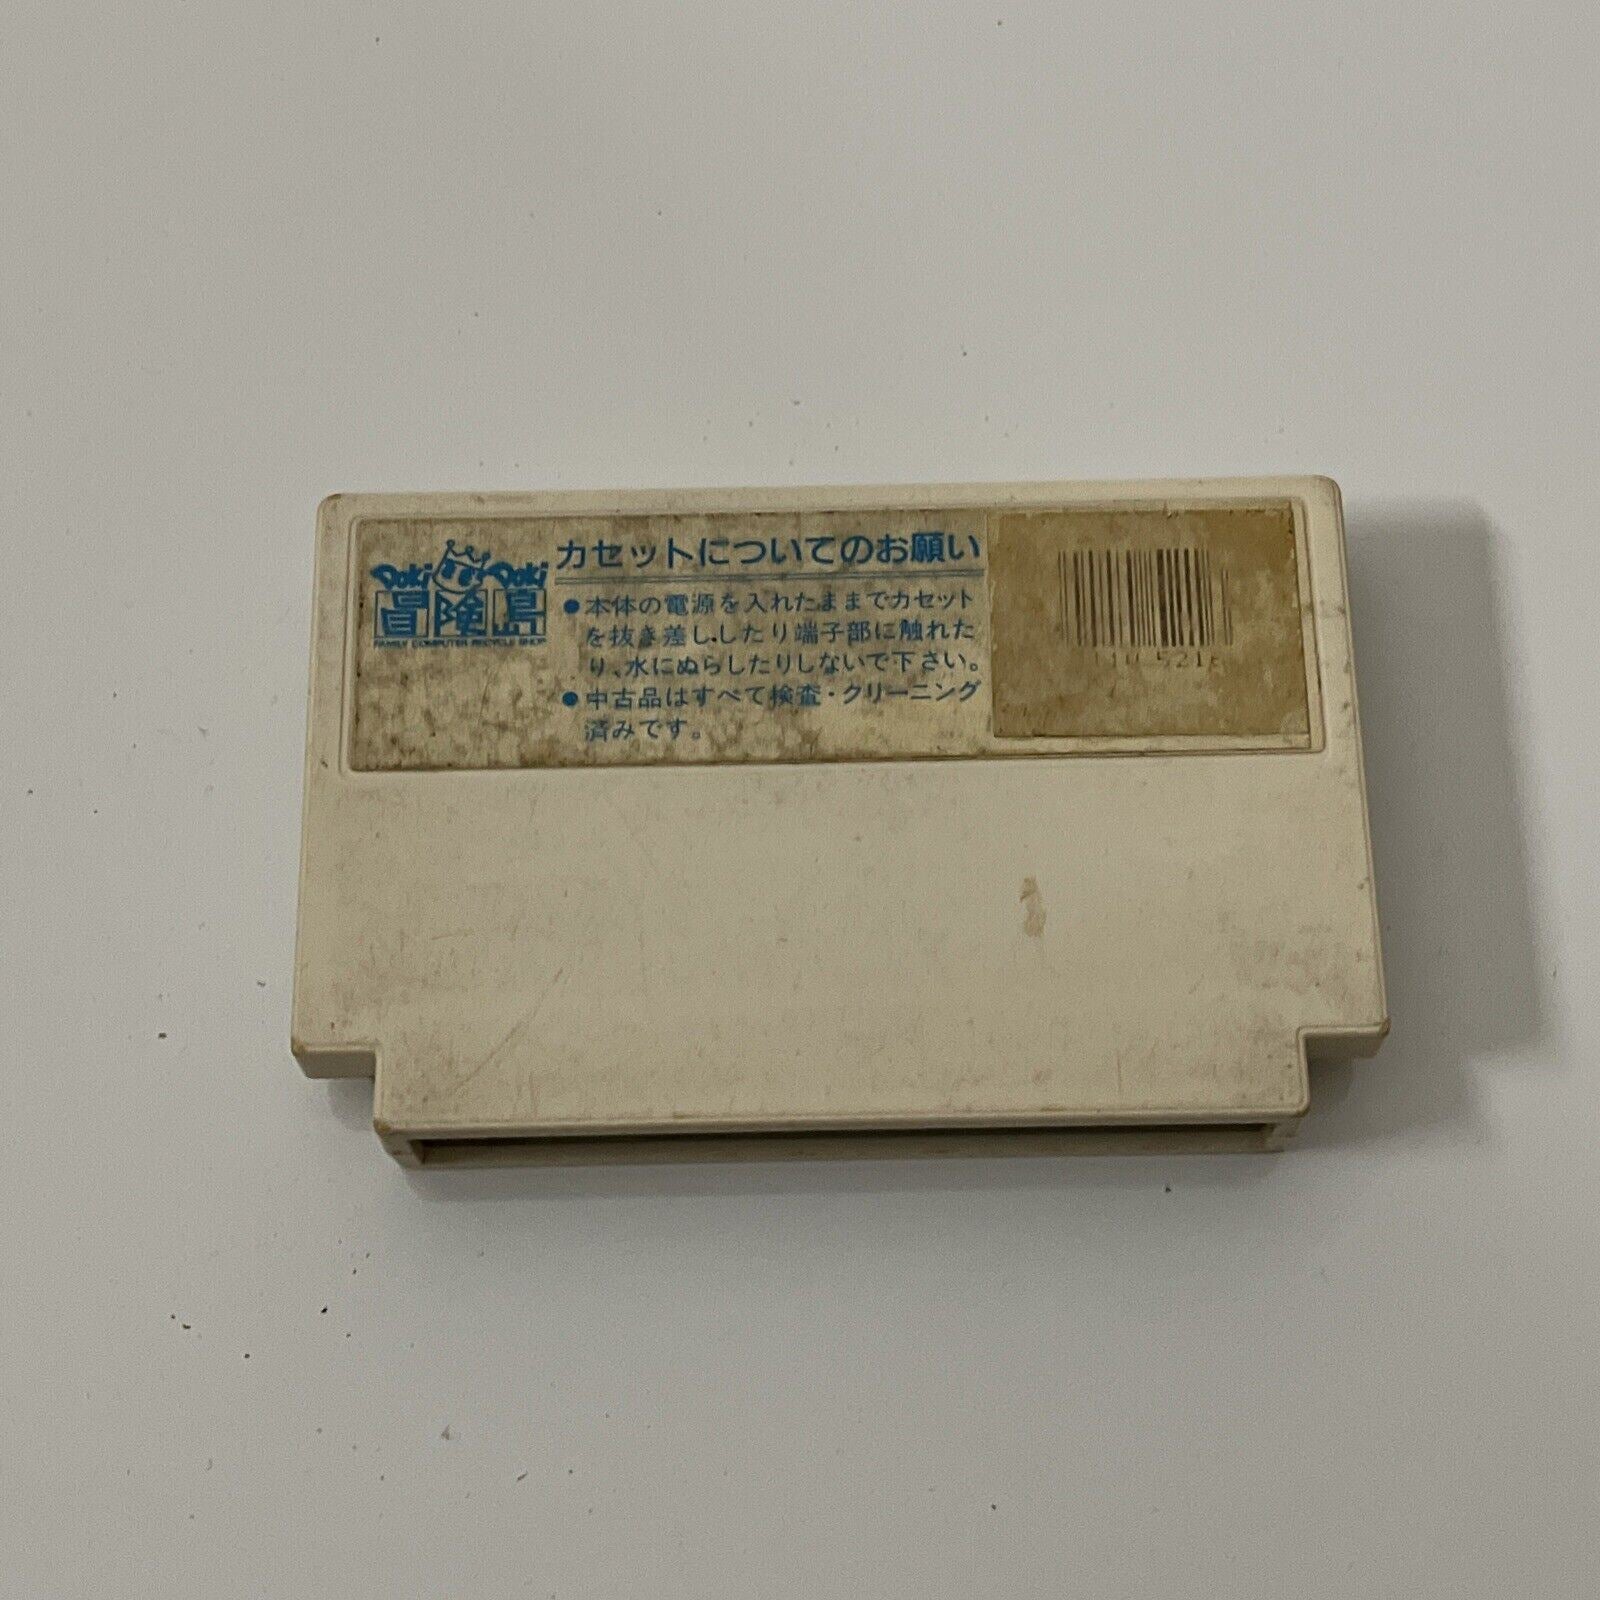 Doki Doki
冒険島
FAMILY COMPUTER RECYCLE SHOP
カセットについてのお願い
●本体の電源を入れたままでカセット
を抜き差ししたり端子部に触れた
り、水にぬらしたりしないで下さい。
●中古品はすべて検査・クリーニング
済みです。